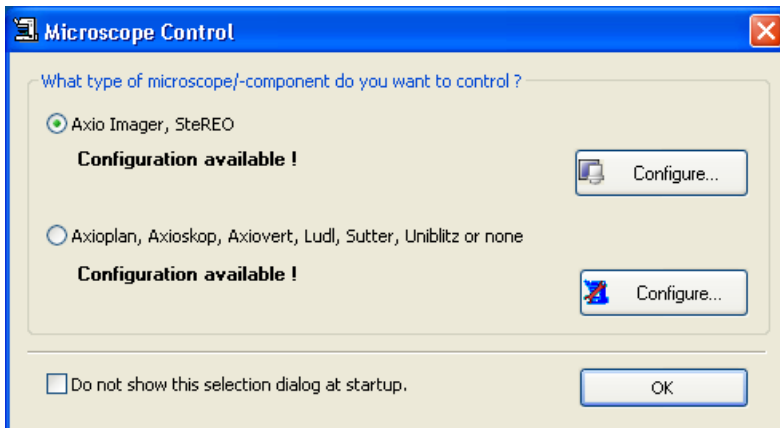 Microscope Control
What type of microscope/-component do you want to control ?
Axio Imager, SteREO
Configuration available !
Configure...
Axioplan, Axioskop, Axiovert, Ludl, Sutter, Uniblitz or none
Configuration available !
Configure...
Do not show this selection dialog at startup.
OK